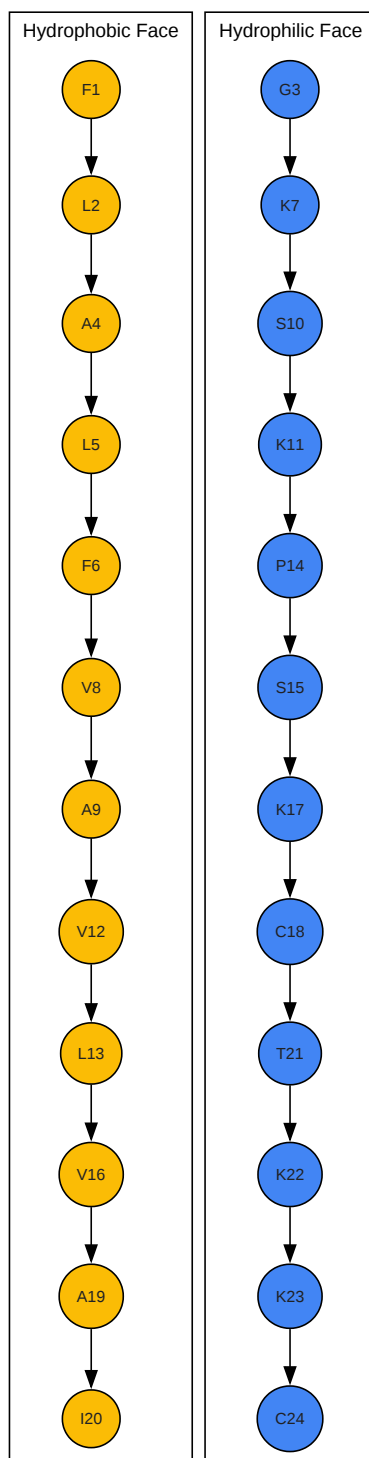 Hydrophobic Face
F1
L2
A4
L5
F6
V8
A9
V12
L13
V16
A19
I20
Hydrophilic Face
G3
K7
S10
K11
P14
S15
K17
C18
T21
K22
K23
C24